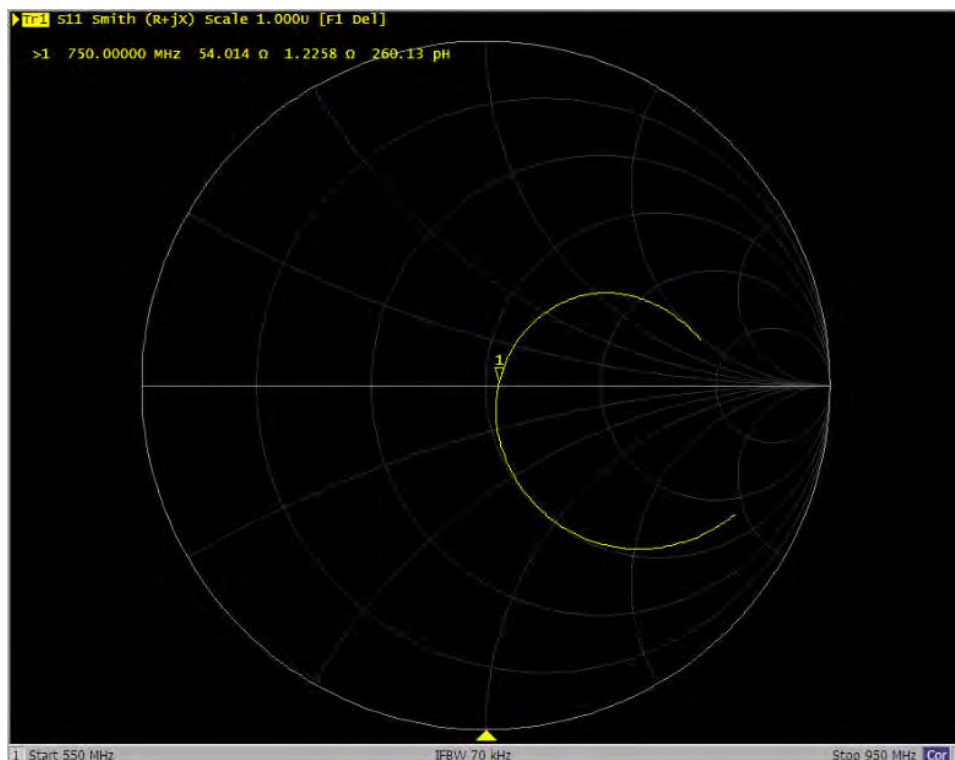 Tr1 S11 Smith (R+jX) Scale 1.000U [F1 Del]
>1 750.00000 MHz 54.014 Ω 1.2258 Ω 260.13 pH
1
1 Start 550 MHz IFBW 70 kHz Stop 950 MHz Cor